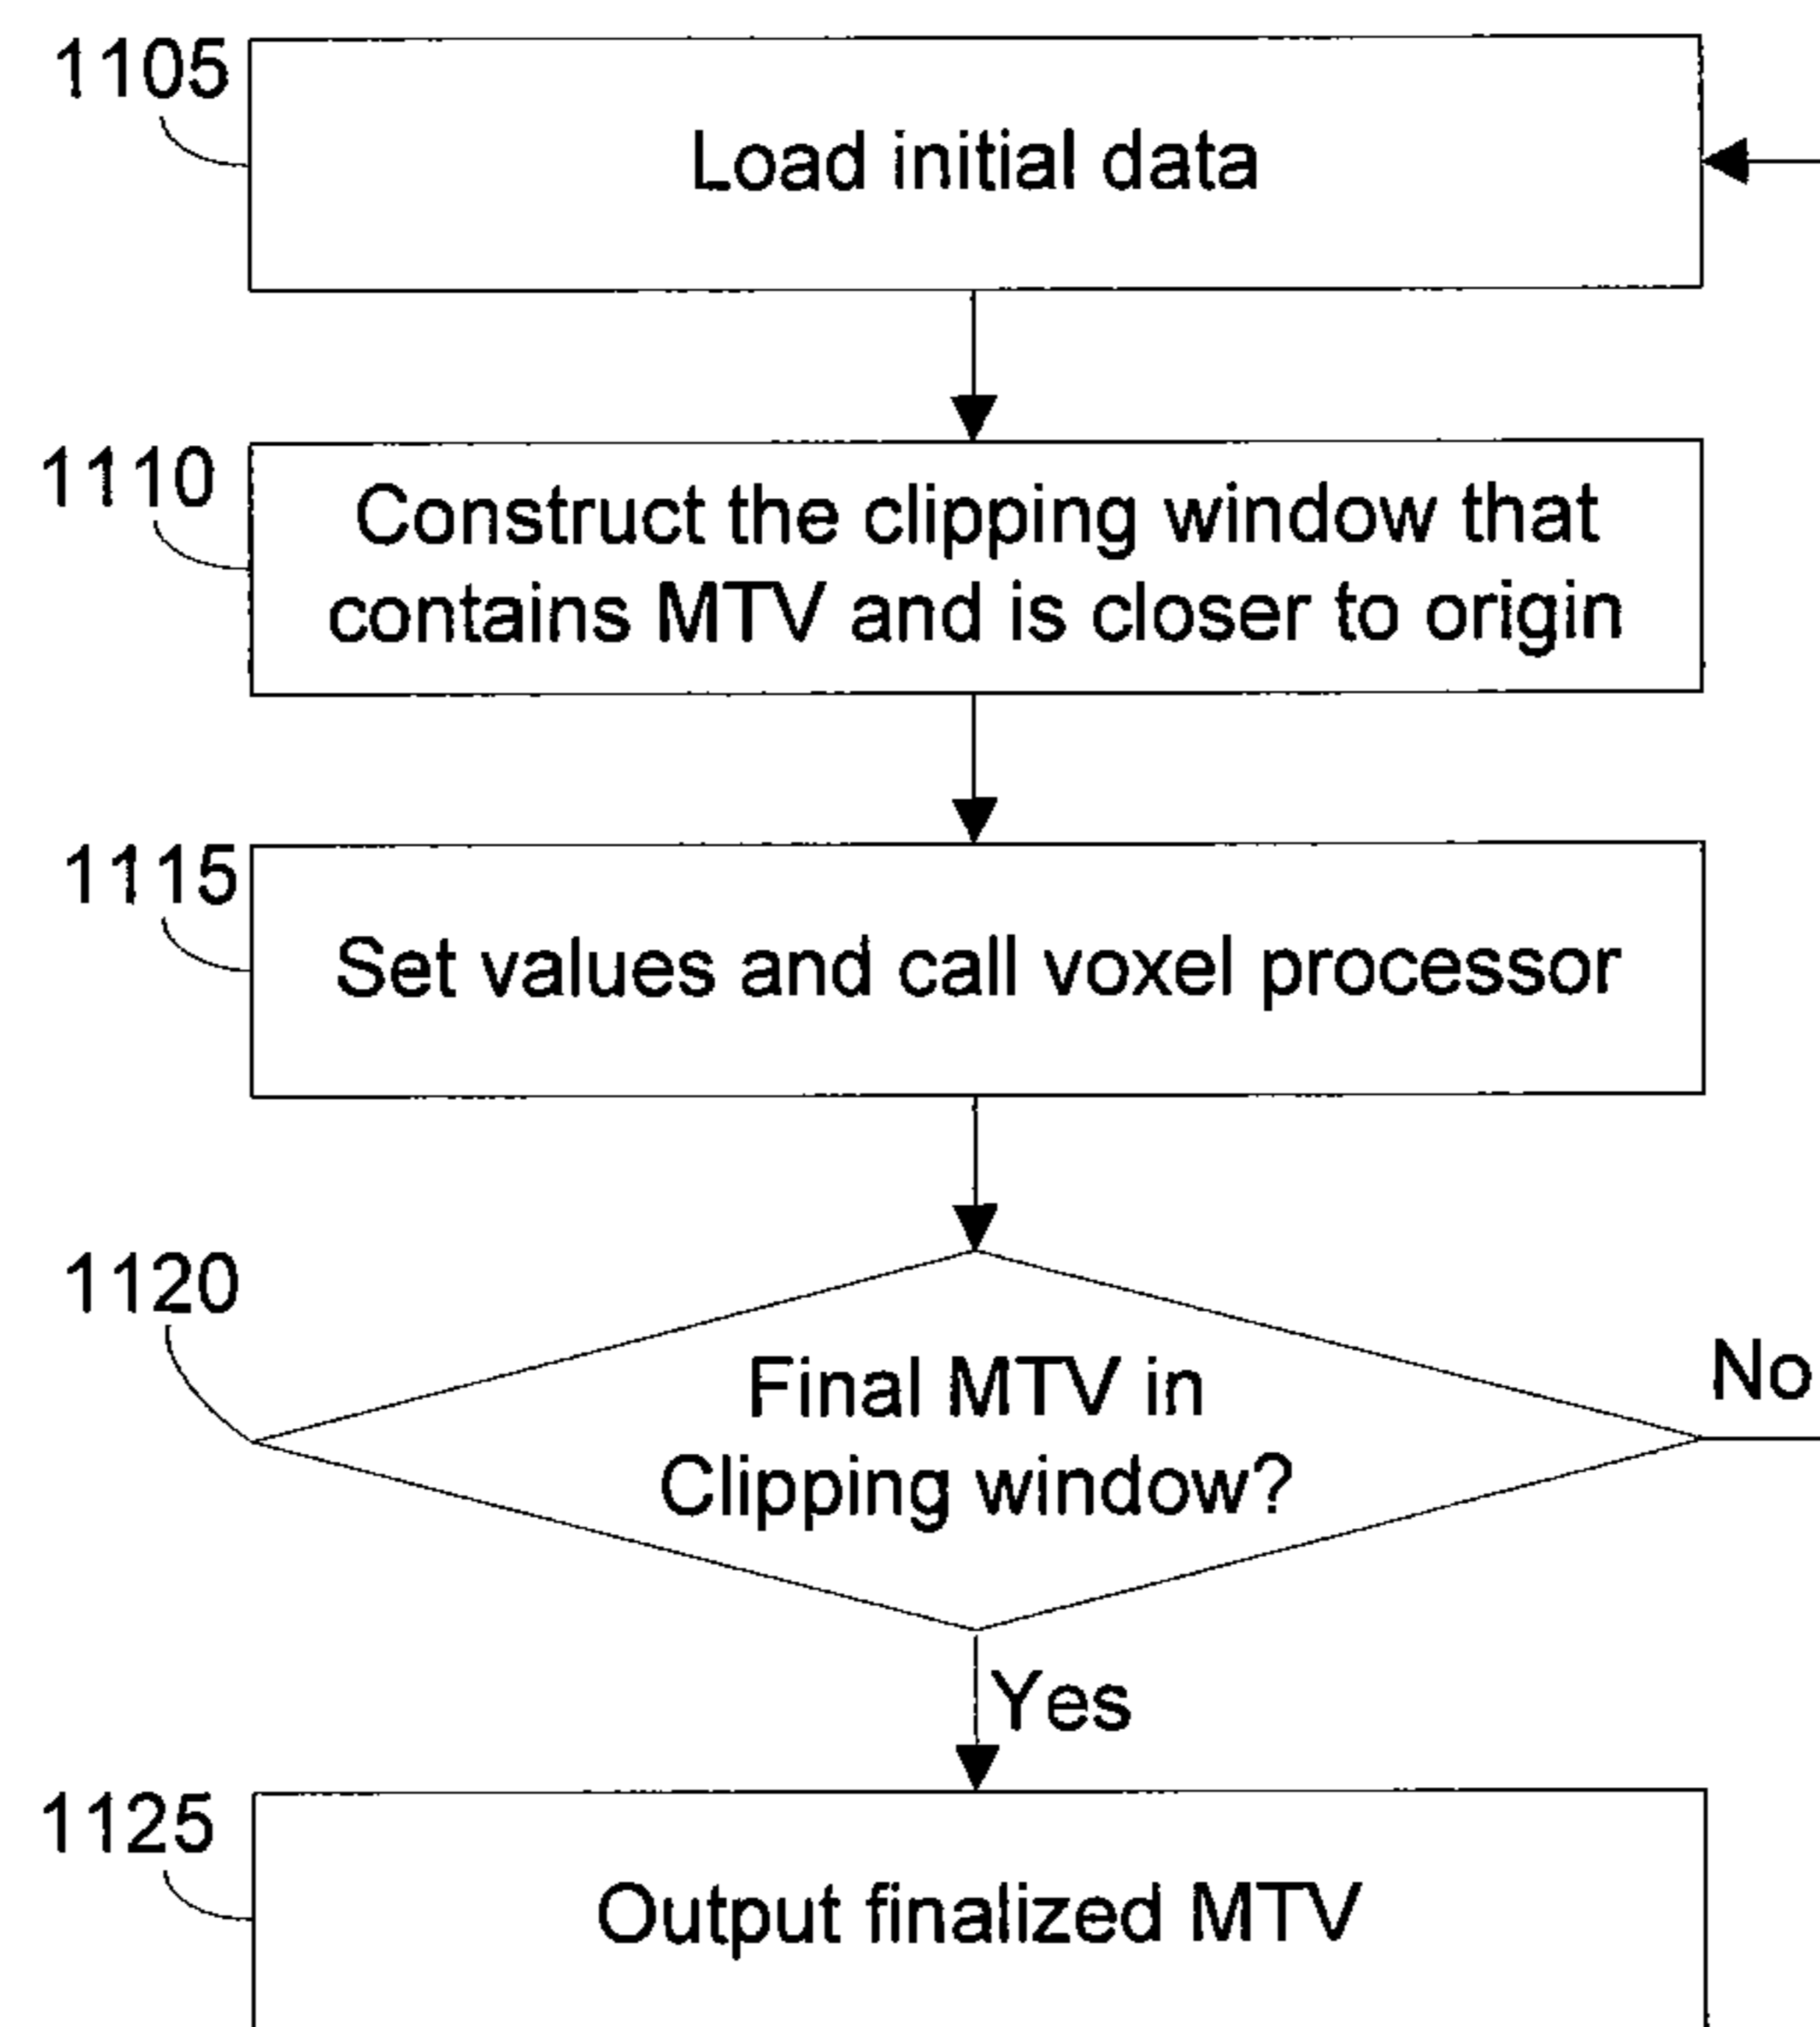 1105
Load initial data
1110
Construct the clipping window that
contains MTV and is closer to origin
1115
Set values and call voxel processor
1120
Final MTV in
Clipping window?
No
Yes
1125
Output finalized MTV